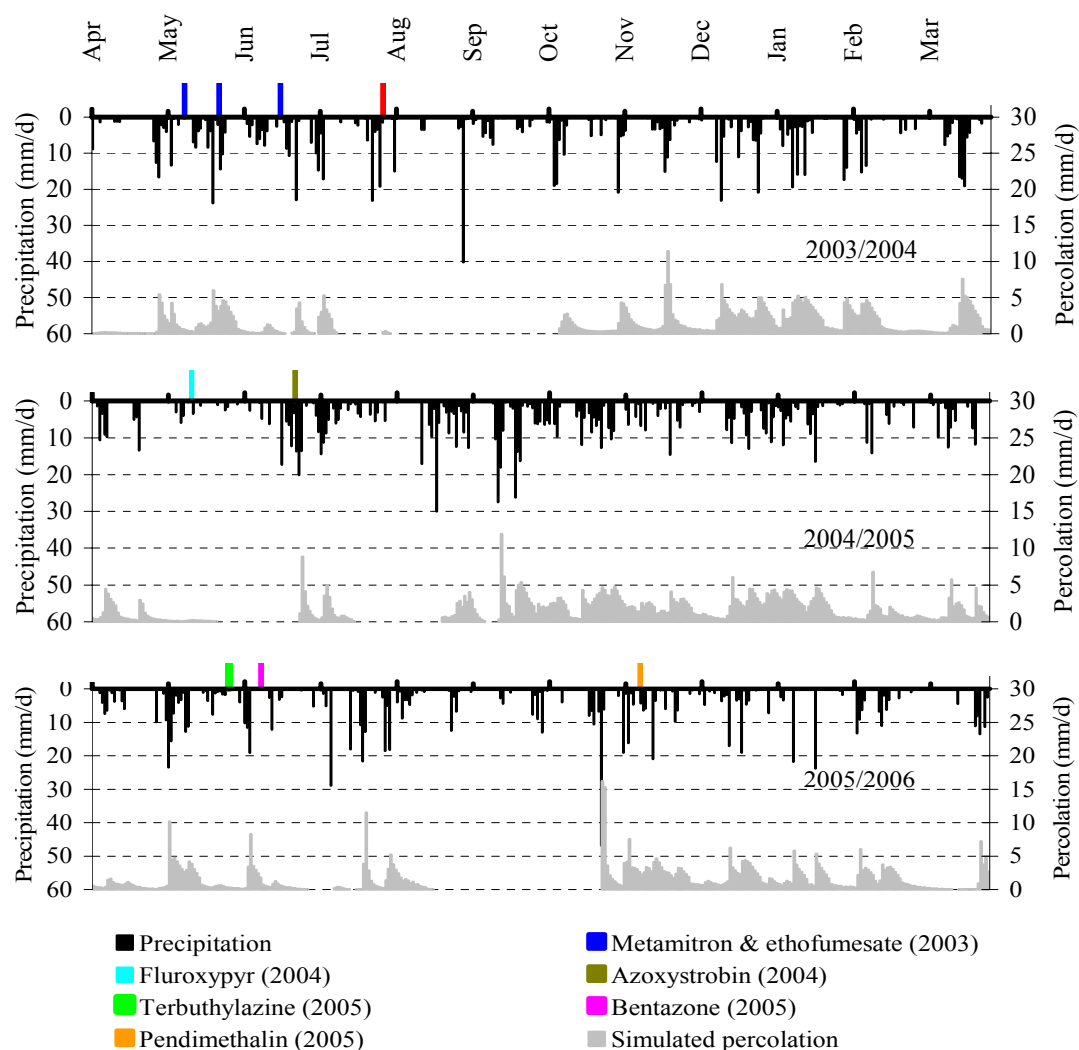 Apr May Jun Jul Aug Sep Oct Nov Dec Jan Feb Mar
Precipitation (mm/d)
0 10 20 30 40 50 60
2003/2004
30 25 20 15 10 5 0
Percolation (mm/d)
Precipitation (mm/d)
0 10 20 30 40 50 60
2004/2005
30 25 20 15 10 5 0
Percolation (mm/d)
Precipitation (mm/d)
0 10 20 30 40 50 60
2005/2006
30 25 20 15 10 5 0
Percolation (mm/d)
Precipitation Metamitron & ethofumesate (2003)
Fluroxypyr (2004) Azoxystrobin (2004)
Terbuthylazine (2005) Bentazone (2005)
Pendimethalin (2005) Simulated percolation